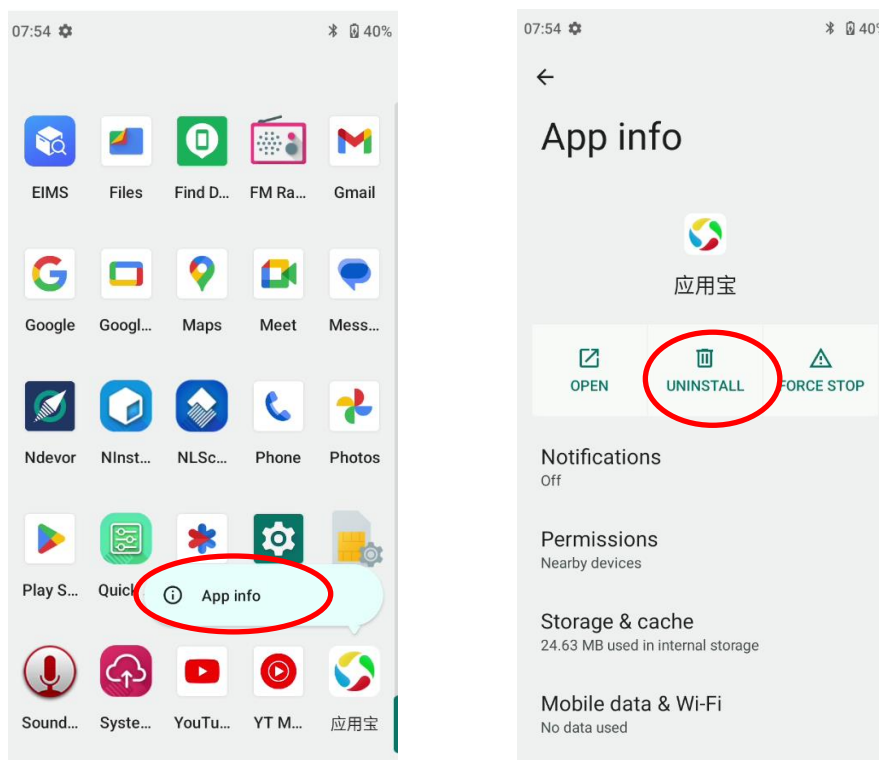 07:54 40%
EIMS Files Find D... FM Ra... Gmail
Google Googl... Maps Meet Mess...
Ndevor NInst... NLSc... Phone Photos
Play S... Quick
App info
Sound... Syste... YouTu... YT M... 应用宝
07:54 40%
App info
应用宝
OPEN UNINSTALL FORCE STOP
Notifications
Off
Permissions
Nearby devices
Storage & cache
24.63 MB used in internal storage
Mobile data & Wi-Fi
No data used